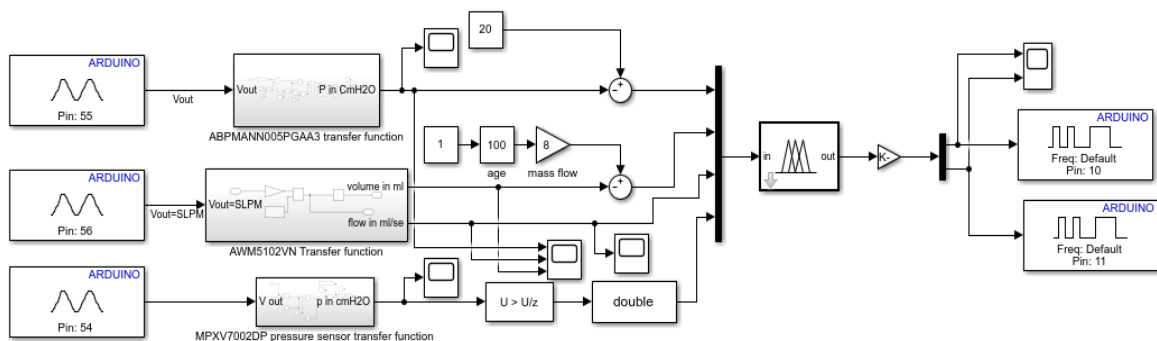 ARDUINO
Pin: 55
Vout
Vout
P in CmH2O
ABPMANN005PGAA3 transfer function
20
1
100
age
8
mass flow
ARDUINO
Pin: 56
Vout=SLPM
Vout=SLPM
volume in ml
flow in ml/se
AWM5102VN Transfer function
ARDUINO
Pin: 54
V out
p in cmH2O
MPXV7002DP pressure sensor transfer function
U > U/z
double
in
out
K-
ARDUINO
Freq: Default
Pin: 10
ARDUINO
Freq: Default
Pin: 11